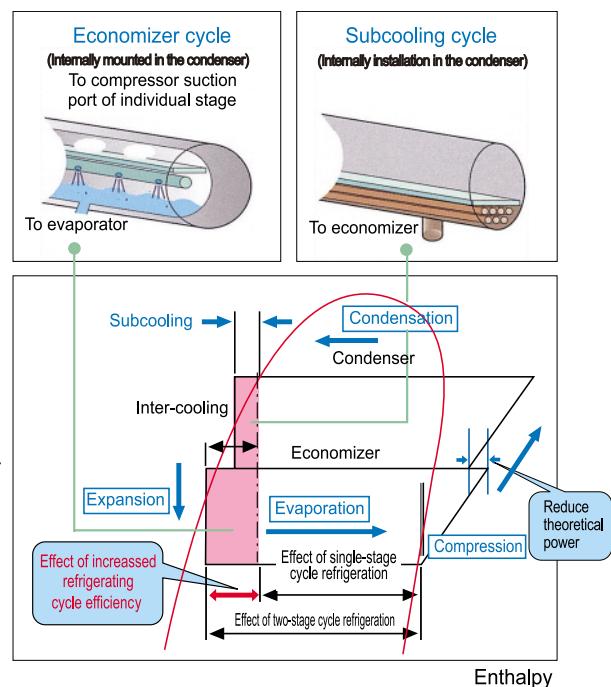 Economizer cycle
(Internally mounted in the condenser)
To compressor suction
port of individual stage
To evaporator
Subcooling cycle
(Internally installation in the condenser)
To economizer
Subcooling
Condensation
Condenser
Inter-cooling
Economizer
Expansion
Evaporation
Reduce
theoretical
power
Compression
Effect of increassed
refrigerating
cycle efficiency
Effect of single-stage
cycle refrigeration
Effect of two-stage cycle refrigeration
Enthalpy